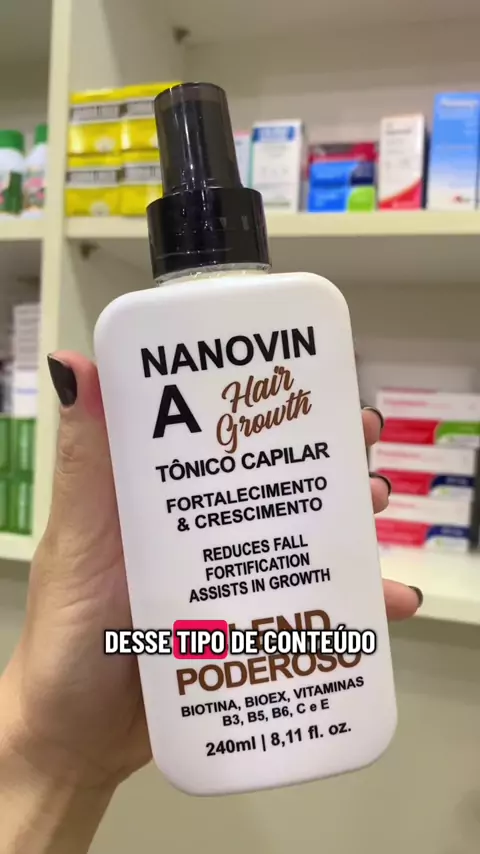 NANOVIN
A Hair
Growth
TÔNICO CAPILAR
FORTALECIMENTO
& CRESCIMENTO
REDUCES FALL
FORTIFICATION
ASSISTS IN GROWTH
DESSE TIPO DE CONTEÚDO
PODEROSO
BIOTINA, BIOEX, VITAMINAS
B3, B5, B6, C e E
240ml | 8,11 fl. oz.